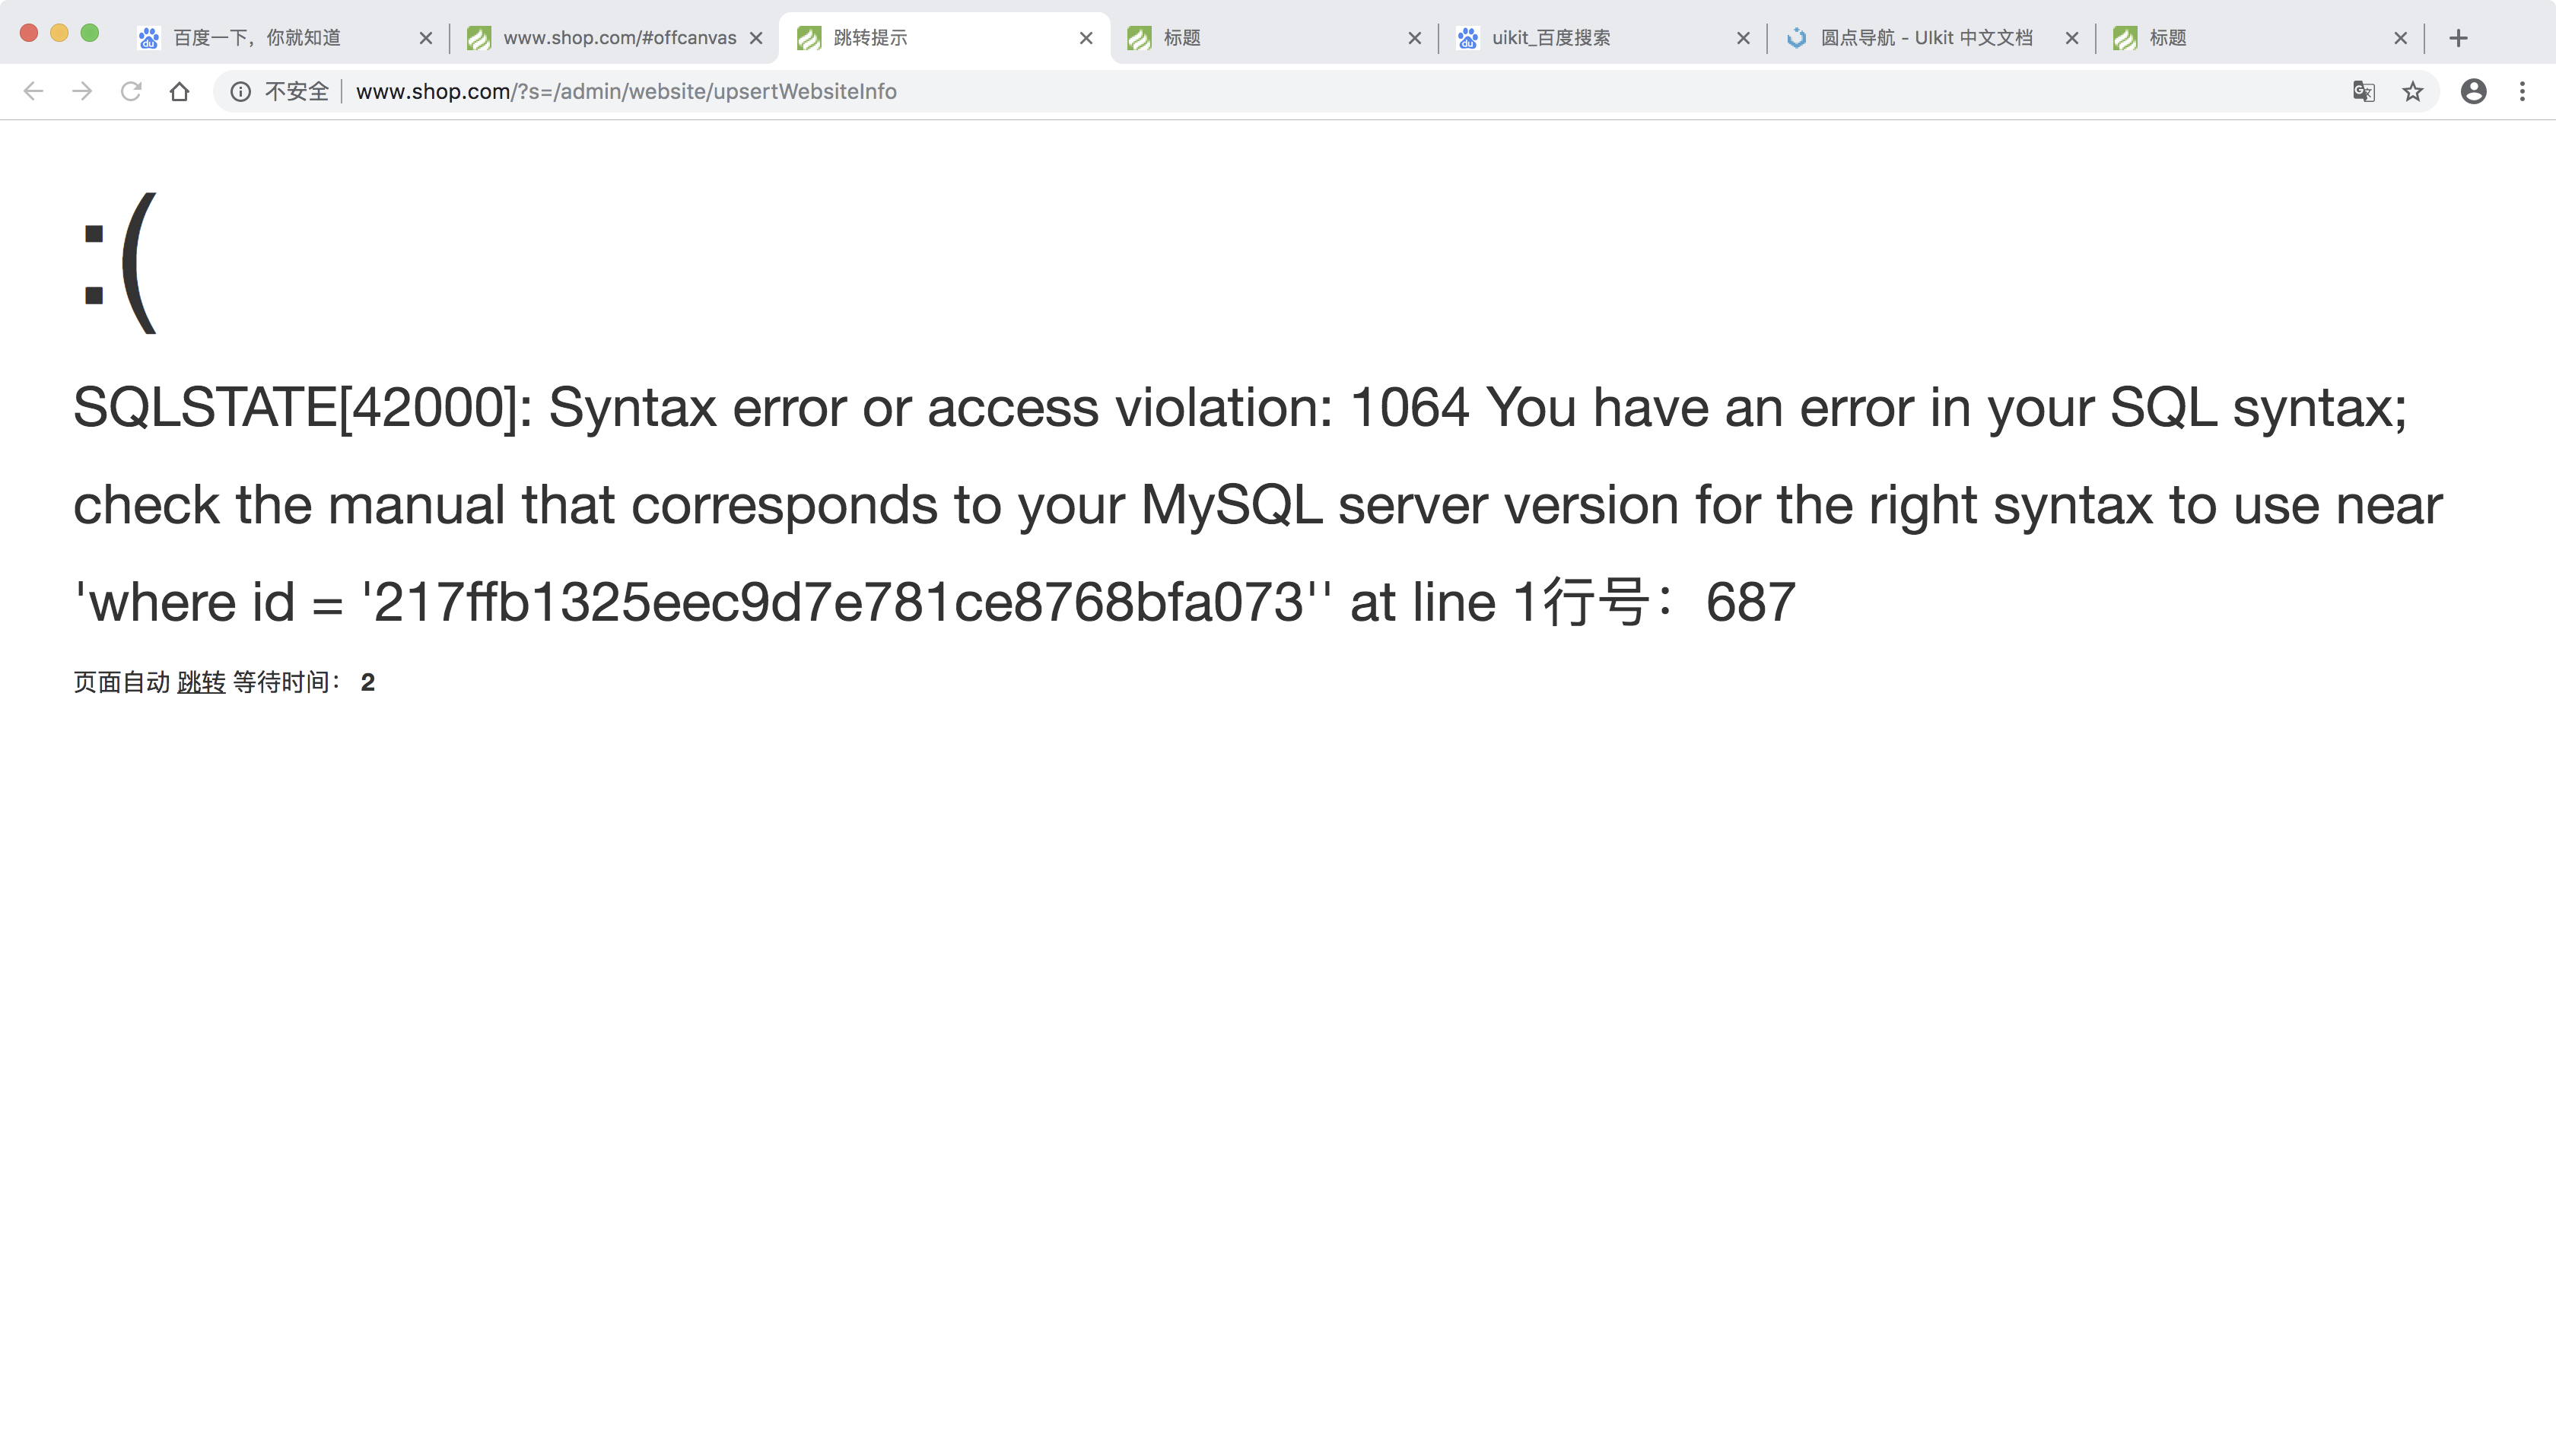 百度一下，你就知道
www.shop.com/#offcanvas
跳转提示
标题
uikit_百度搜索
圆点导航 - UIkit 中文文档
标题
不安全
www.shop.com/?s=/admin/website/upsertWebsiteInfo
:(
SQLSTATE[42000]: Syntax error or access violation: 1064 You have an error in your SQL syntax;
check the manual that corresponds to your MySQL server version for the right syntax to use near
'where id = '217ffb1325eec9d7e781ce8768bfa073'' at line 1行号：687
页面自动 跳转 等待时间： 2